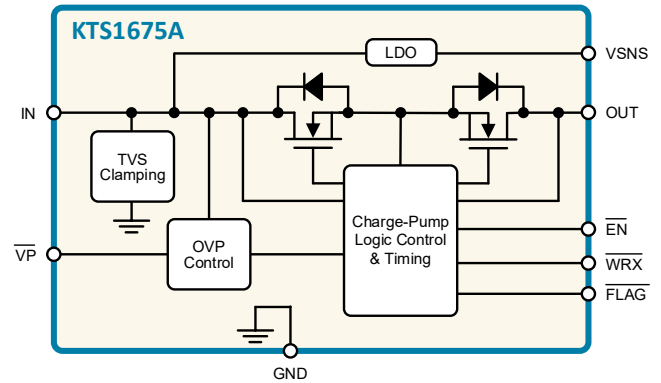 KTS1675A
LDO
VSNS
IN
OUT
TVS
Clamping
Charge-Pump
Logic Control
& Timing
OVP
Control
VP
EN
WRX
FLAG
GND